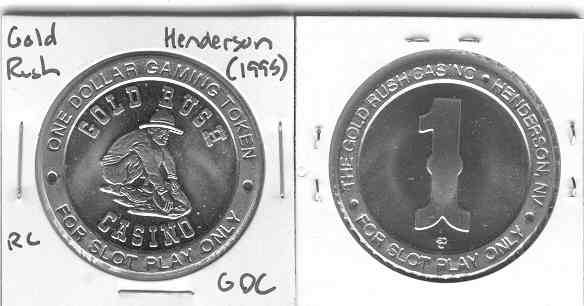 Gold Rush
Henderson
(1995)
ONE DOLLAR GAMING TOKEN
GOLD RUSH
CASINO
• FOR SLOT PLAY ONLY •
RC
GDC
THE GOLD RUSH CASINO • HENDERSON, NV
1
• FOR SLOT PLAY ONLY •